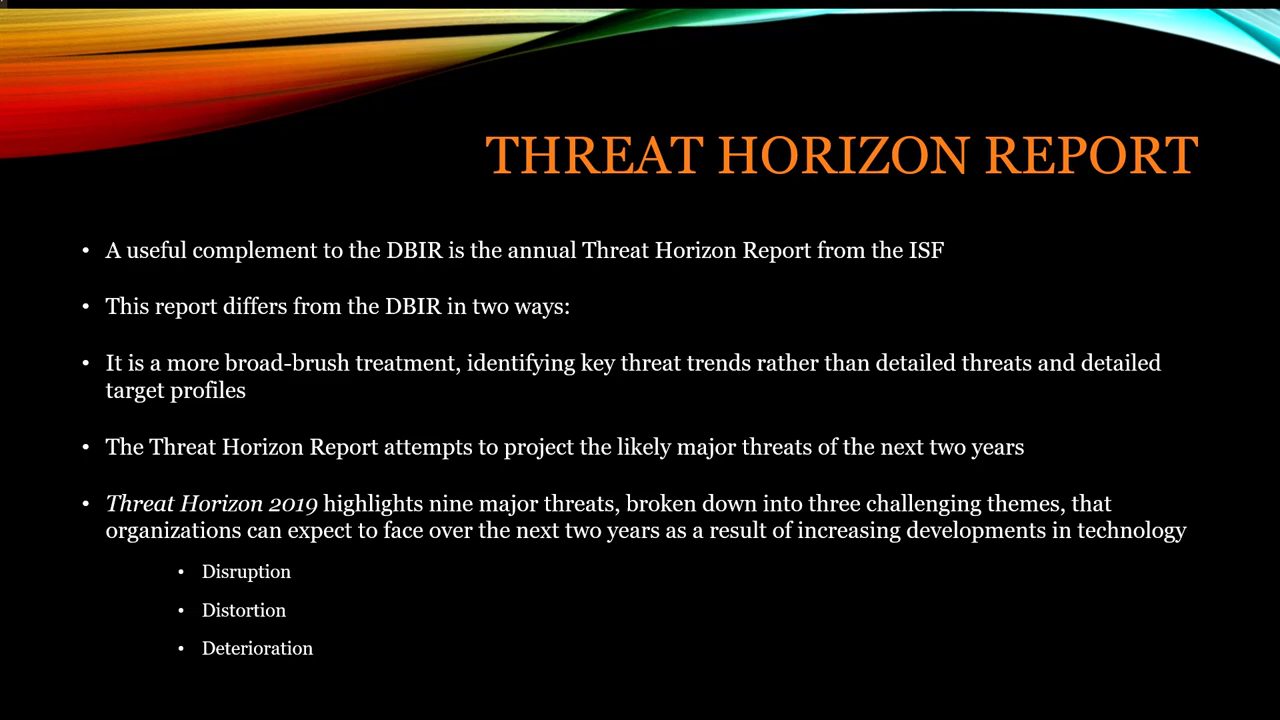 THREAT HORIZON REPORT
• A useful complement to the DBIR is the annual Threat Horizon Report from the ISF
• This report differs from the DBIR in two ways:
• It is a more broad-brush treatment, identifying key threat trends rather than detailed threats and detailed
target profiles
• The Threat Horizon Report attempts to project the likely major threats of the next two years
• Threat Horizon 2019 highlights nine major threats, broken down into three challenging themes, that
organizations can expect to face over the next two years as a result of increasing developments in technology
• Disruption
• Distortion
• Deterioration